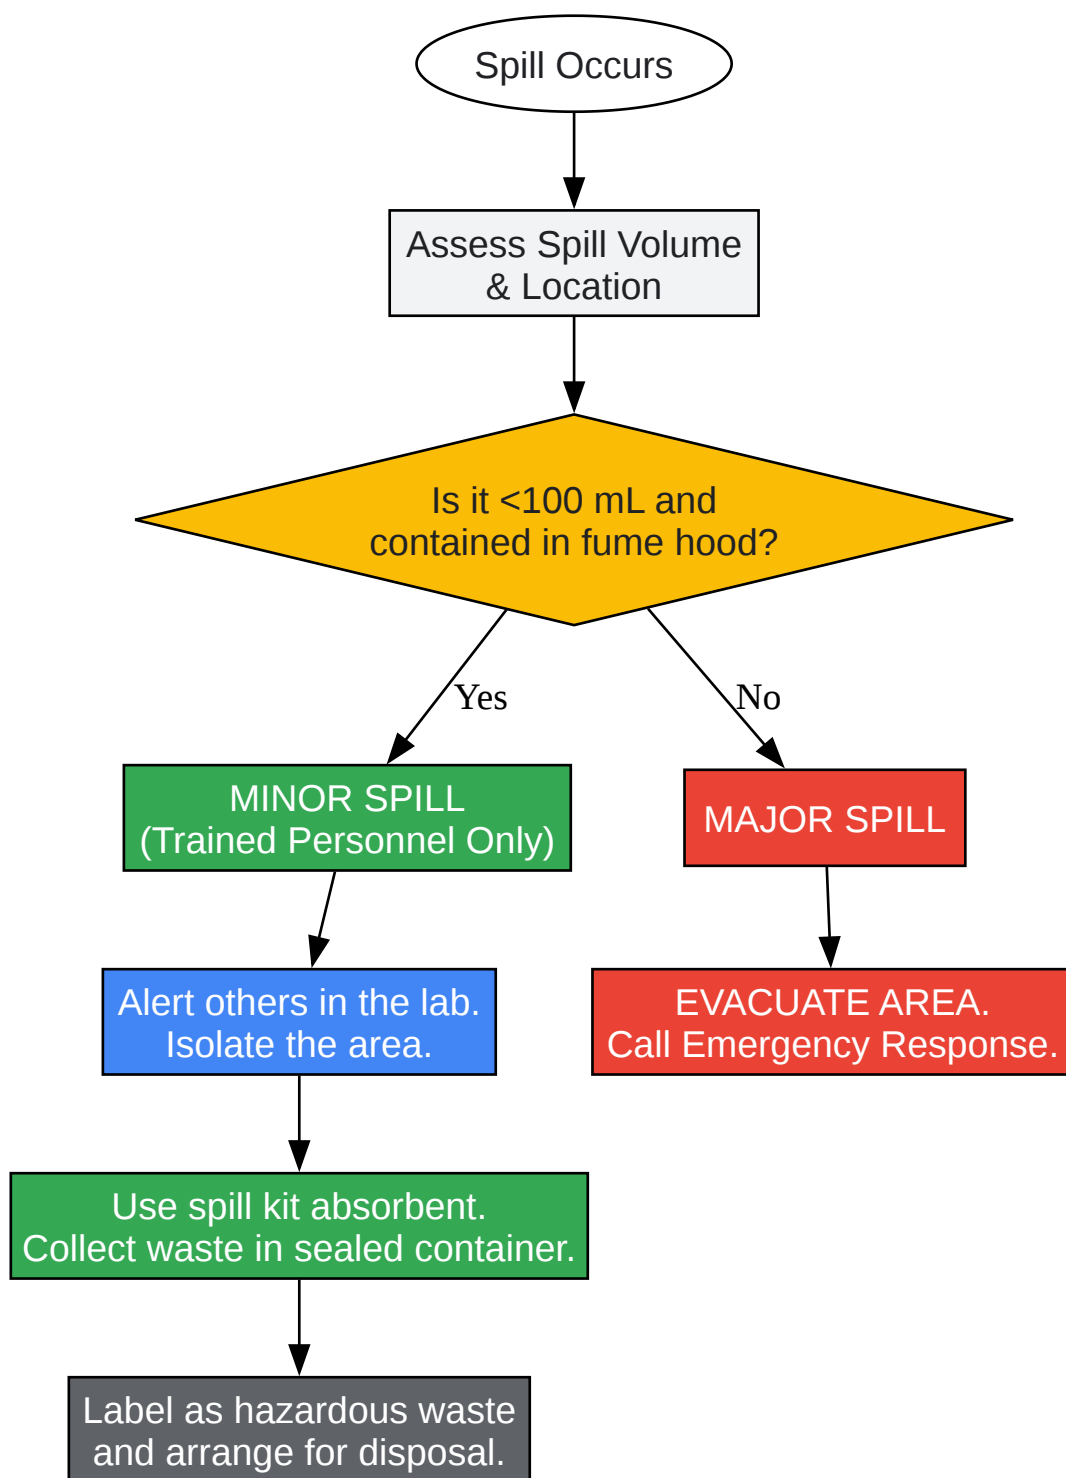 Spill Occurs
Assess Spill Volume
& Location
Is it <100 mL and
contained in fume hood?
Yes
No
MINOR SPILL
(Trained Personnel Only)
MAJOR SPILL
Alert others in the lab.
Isolate the area.
EVACUATE AREA.
Call Emergency Response.
Use spill kit absorbent.
Collect waste in sealed container.
Label as hazardous waste
and arrange for disposal.